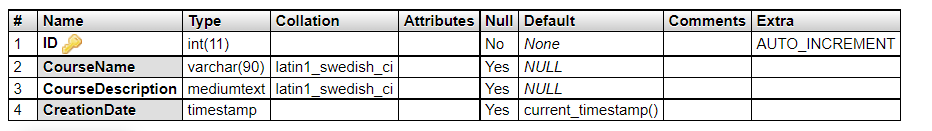 # Name Type Collation Attributes Null Default Comments Extra
1 ID int(11) No None AUTO_INCREMENT
2 CourseName varchar(90) latin1_swedish_ci Yes NULL
3 CourseDescription mediumtext latin1_swedish_ci Yes NULL
4 CreationDate timestamp Yes current_timestamp()